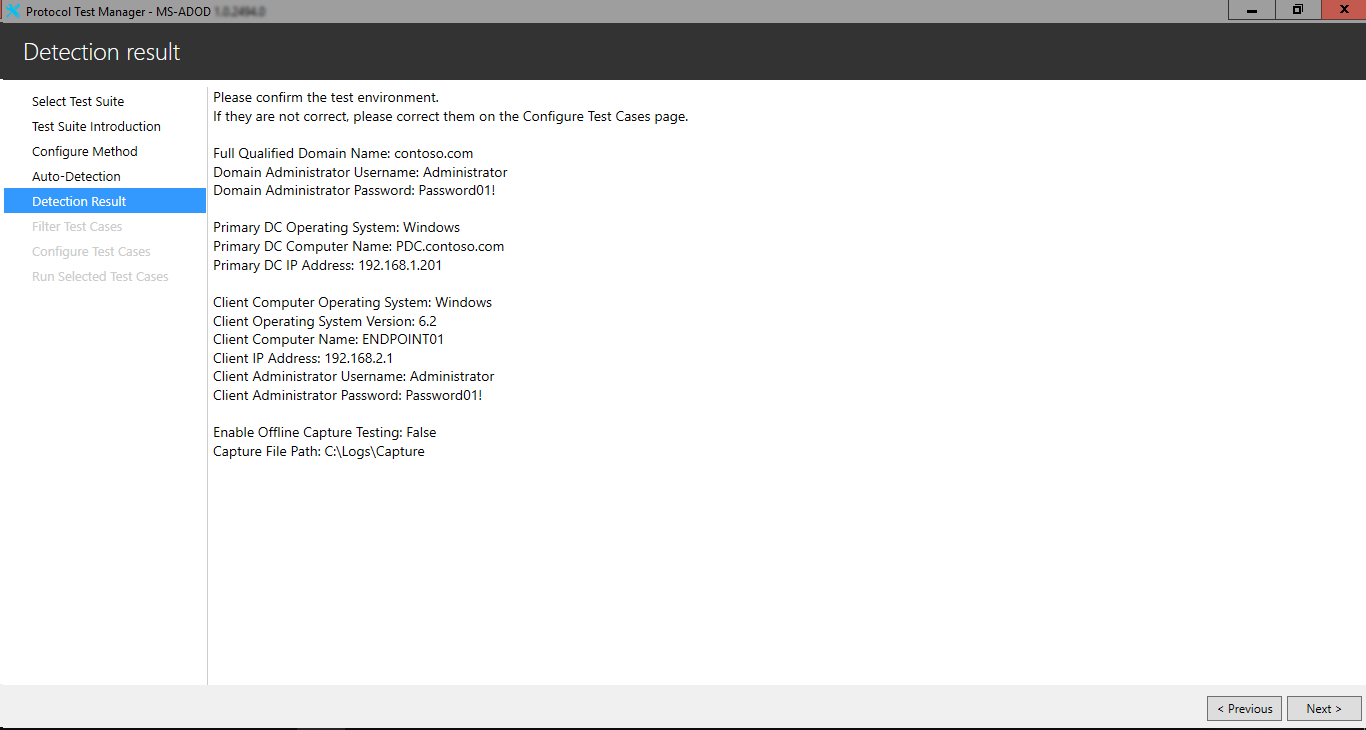 Protocol Test Manager - MS-ADOD
Detection result
Select Test Suite
Test Suite Introduction
Configure Method
Auto-Detection
Detection Result
Filter Test Cases
Configure Test Cases
Run Selected Test Cases
Please confirm the test environment.
If they are not correct, please correct them on the Configure Test Cases page.
Full Qualified Domain Name: contoso.com
Domain Administrator Username: Administrator
Domain Administrator Password: Password01!
Primary DC Operating System: Windows
Primary DC Computer Name: PDC.contoso.com
Primary DC IP Address: 192.168.1.201
Client Computer Operating System: Windows
Client Operating System Version: 6.2
Client Computer Name: ENDPOINT01
Client IP Address: 192.168.2.1
Client Administrator Username: Administrator
Client Administrator Password: Password01!
Enable Offline Capture Testing: False
Capture File Path: C:\Logs\Capture
< Previous
Next >